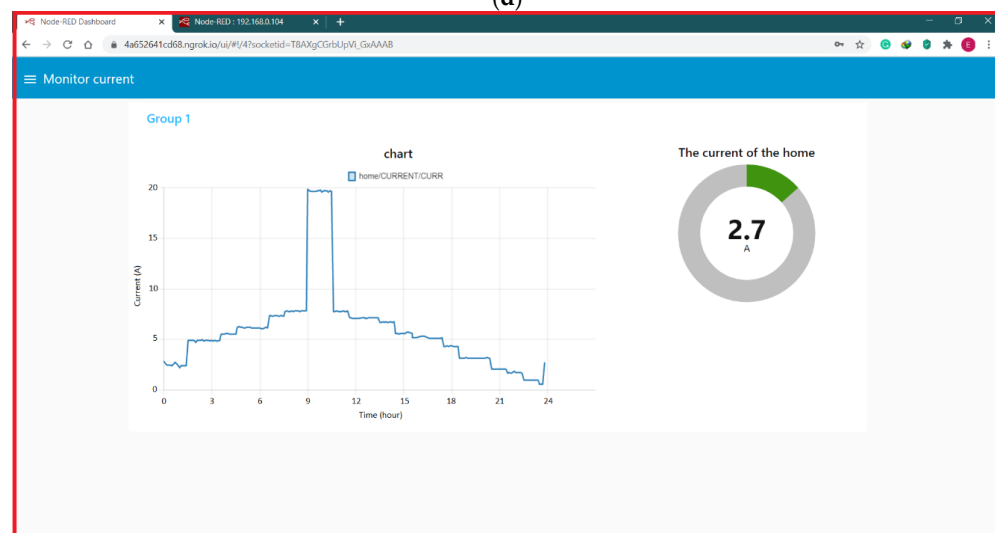 (a)
Node-RED Dashboard
Node-RED : 192.168.0.104
4a652641cd68.ngrok.io/ui/#!/4?socketid=T8AXgCGrbUpVi_GxAAAB
E
Monitor current
Group 1
chart
The current of the home
home/CURRENT/CURR
20
15
10
5
0
Current (A)
2.7
A
0 3 6 9 12 15 18 21 24
Time (hour)